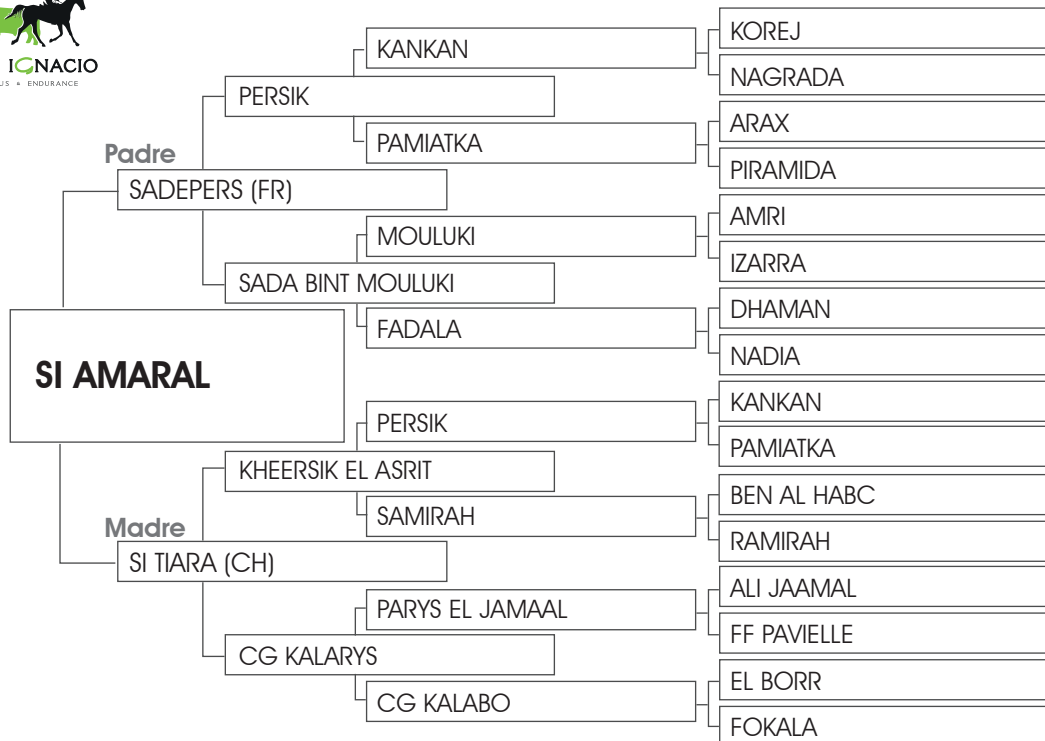 IGNACIO
US & ENDURANCE
Padre
Madre
SI AMARAL
SADEPERS (FR)
SI TIARA (CH)
PERSIK
SADA BINT MOULUKI
KHEERSIK EL ASRIT
CG KALARYS
KANKAN
PAMIATKA
MOULUKI
FADALA
PERSIK
SAMIRAH
PARYS EL JAMAAL
CG KALABO
KOREJ
NAGRADA
ARAX
PIRAMIDA
AMRI
IZARRA
DHAMAN
NADIA
KANKAN
PAMIATKA
BEN AL HABC
RAMIRAH
ALI JAAMAL
FF PAVIELLE
EL BORR
FOKALA